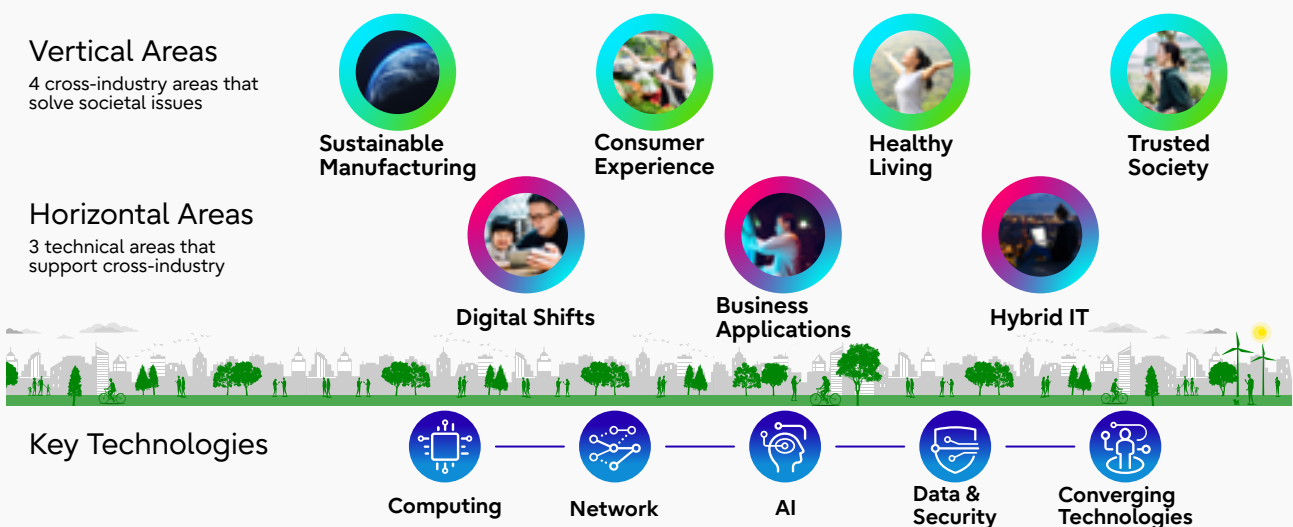 Vertical Areas
4 cross-industry areas that
solve societal issues
Sustainable
Manufacturing
Consumer
Experience
Healthy
Living
Trusted
Society
Horizontal Areas
3 technical areas that
support cross-industry
Digital Shifts
Business
Applications
Hybrid IT
Key Technologies
Computing
Network
AI
Data &
Security
Converging
Technologies